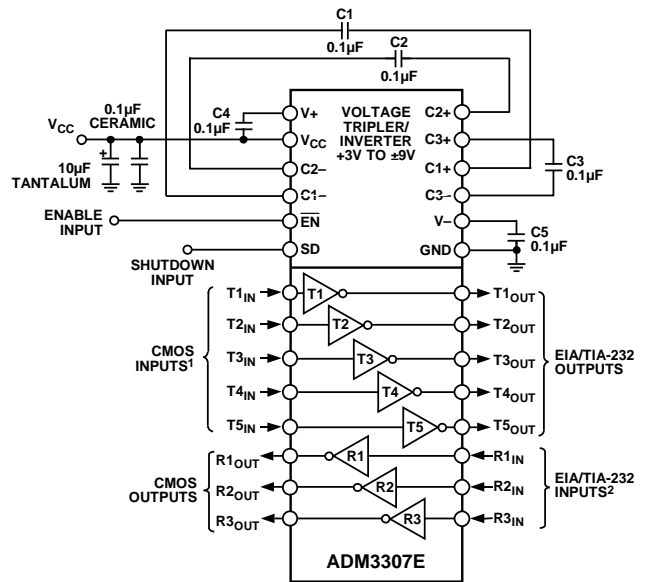 C1
0.1µF
C2
0.1µF
0.1µF
CERAMIC
VCC
10µF
TANTALUM
+
C4
0.1µF
V+
VCC
C2–
C1–
EN
SD
VOLTAGE
TRIPLER/
INVERTER
+3V TO ±9V
C2+
C3+
C1+
C3–
V–
GND
C3
0.1µF
C5
0.1µF
ENABLE
INPUT
SHUTDOWN
INPUT
T1IN T1 T1OUT
T2IN T2 T2OUT
T3IN T3 T3OUT
T4IN T4 T4OUT
T5IN T5 T5OUT
CMOS
INPUTS1
EIA/TIA-232
OUTPUTS
R1OUT R1 R1IN
R2OUT R2 R2IN
R3OUT R3 R3IN
CMOS
OUTPUTS
EIA/TIA-232
INPUTS2
ADM3307E